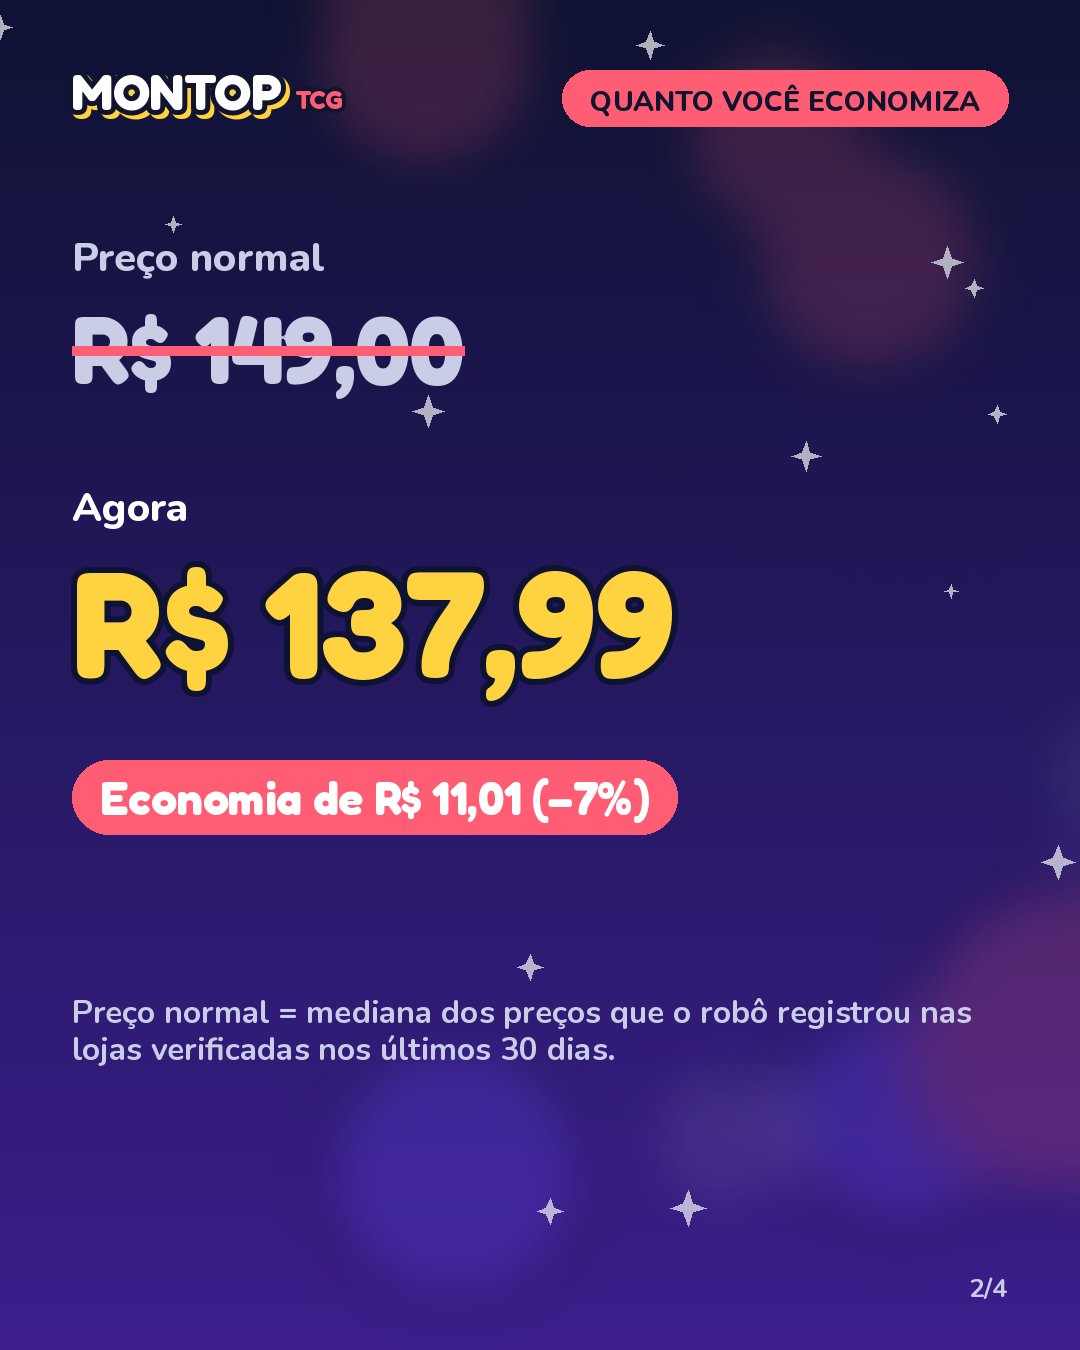 MONTOP TCG
QUANTO VOCÊ ECONOMIZA
Preço normal
R$ 149,00
Agora
R$ 137,99
Economia de R$ 11,01 (–7%)
Preço normal = mediana dos preços que o robô registrou nas
lojas verificadas nos últimos 30 dias.
2/4